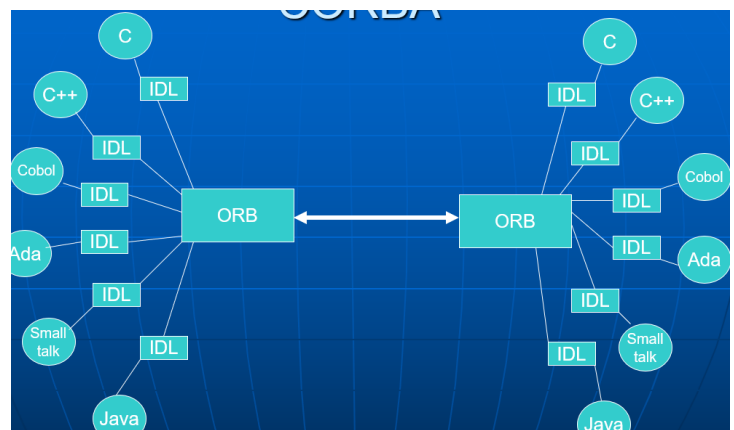 CORBA
C
IDL
C++
IDL
Cobol
IDL
ORB
Ada
IDL
IDL
Small
talk
IDL
Java
C
IDL
C++
IDL
Cobol
IDL
ORB
IDL
Ada
IDL
Small
talk
IDL
Java